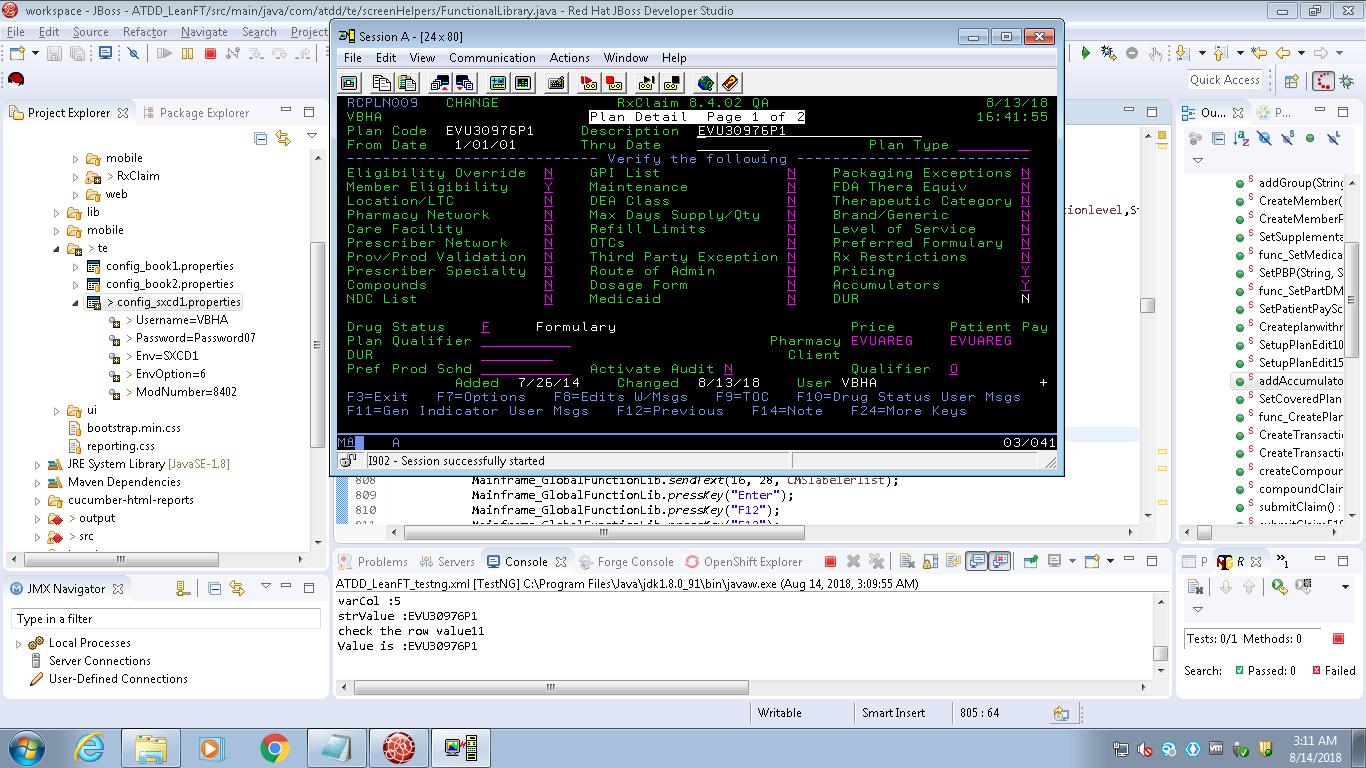 workspace - JBoss - ATDD_LeanFT/src/main/java/com/atdd/te/screenHelpers/FunctionalLibrary.java - Red Hat JBoss Developer Studio
File Edit Source Refactor Navigate Search Project
Quick Access
Project Explorer
Package Explorer
mobile
> RxClaim
web
lib
mobile
> te
> config_book1.properties
> config_book2.properties
> config_sxcd1.properties
> Username=VBHA
> Password=Password07
> Env=SXCD1
> EnvOption=6
> ModNumber=8402
ui
bootstrap.min.css
reporting.css
JRE System Library [JavaSE-1.8]
Maven Dependencies
cucumber-html-reports
> output
> src
JMX Navigator
Type in a filter
Local Processes
Server Connections
User-Defined Connections
Session A - [24 x 80]
File Edit View Communication Actions Window Help
RCPLN009 CHANGE RxClaim 8.4.02 QA 8/13/18
VBHA Plan Detail Page 1 of 2 16:41:55
Plan Code EVU30976P1 Description EVU30976P1
From Date 1/01/01 Thru Date Plan Type
Verify the following
Eligibility Override N GPI List N Packaging Exceptions N
Member Eligibility Y Maintenance N FDA Thera Equiv N
Location/LTC N DEA Class N Therapeutic Category N
Pharmacy Network N Max Days Supply/Qty N Brand/Generic N
Care Facility N Refill Limits N Level of Service N
Prescriber Network N OTCs N Preferred Formulary N
Prov/Prod Validation N Third Party Exception N Rx Restrictions N
Prescriber Specialty N Route of Admin N Pricing Y
Compounds N Dosage Form N Accumulators Y
NDC List N Medicaid N DUR N
Drug Status F Formulary Price Patient Pay
Plan Qualifier Pharmacy EVUAREG EVUAREG
DUR Client
Pref Prod Schd Activate Audit N Qualifier O
Added 7/26/14 Changed 8/13/18 User VBHA +
F3=Exit F7=Options F8=Edits W/Msgs F9=TOC F10=Drug Status User Msgs
F11=Gen Indicator User Msgs F12=Previous F14=Note F24=More Keys
MA A 03/041
I902 - Session successfully started
ionlevel,St
808 Mainframe_GlobalFunctionLib.sendText(16, 28, CMSlabelerlist);
809 Mainframe_GlobalFunctionLib.pressKey("Enter");
810 Mainframe_GlobalFunctionLib.pressKey("F12");
811 Mainframe_GlobalFunctionLib.pressKey("F12");
Ou...
P...
addGroup(String
CreateMember(
CreateMemberF
SetSupplementa
func_SetMedica
SetPBP(String, S
func_SetPartDM
SetPatientPaySc
Createplanwithr
SetupPlanEdit10
SetupPlanEdit15
addAccumulato
SetCoveredPlan
func_CreatePlan
CreateTransactic
CreateTransactic
createCompour
compoundClain
submitClaim() :
submitClaimF18
Problems Servers Console Forge Console OpenShift Explorer
ATDD_LeanFT_testng.xml [TestNG] C:\Program Files\Java\jdk1.8.0_91\bin\javaw.exe (Aug 14, 2018, 3:09:55 AM)
varCol :5
strValue :EVU30976P1
check the row value11
Value is :EVU30976P1
P R »1
Tests: 0/1 Methods: 0
Search: Passed: 0 Failed
Writable Smart Insert 805 : 64
3:11 AM
8/14/2018